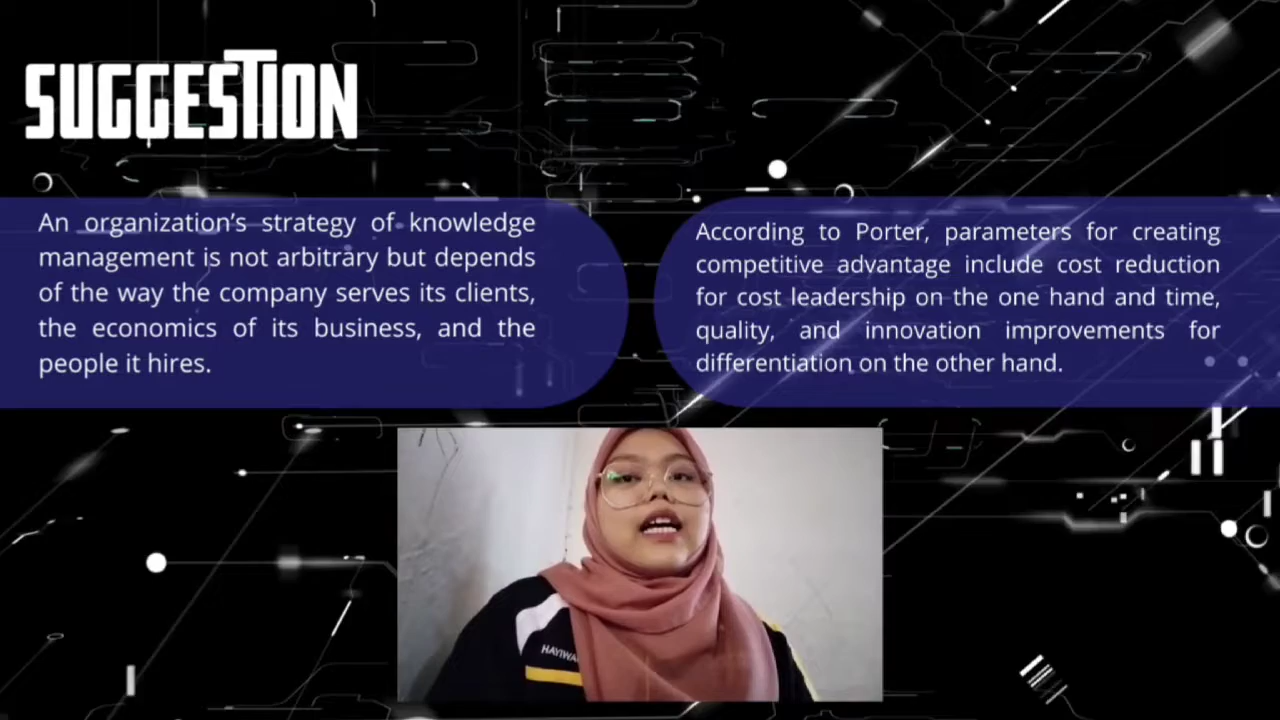 SUGGESTION
An organization's strategy of knowledge
management is not arbitrary but depends
of the way the company serves its clients,
the economics of its business, and the
people it hires.
According to Porter, parameters for creating
competitive advantage include cost reduction
for cost leadership on the one hand and time,
quality, and innovation improvements for
differentiation on the other hand.